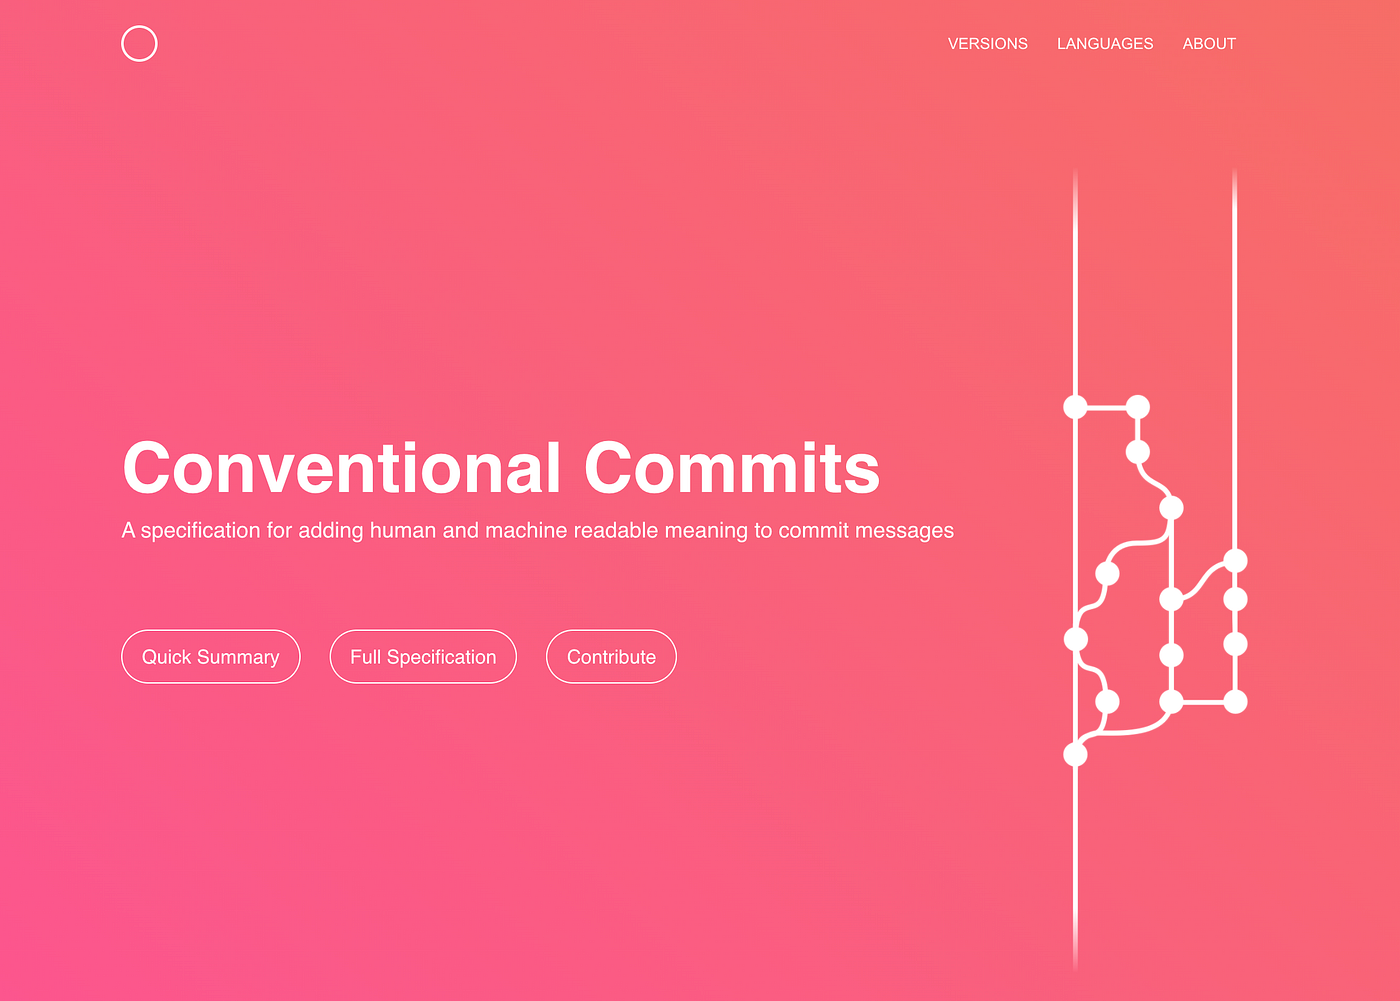 VERSIONS LANGUAGES ABOUT
Conventional Commits
A specification for adding human and machine readable meaning to commit messages
Quick Summary Full Specification Contribute